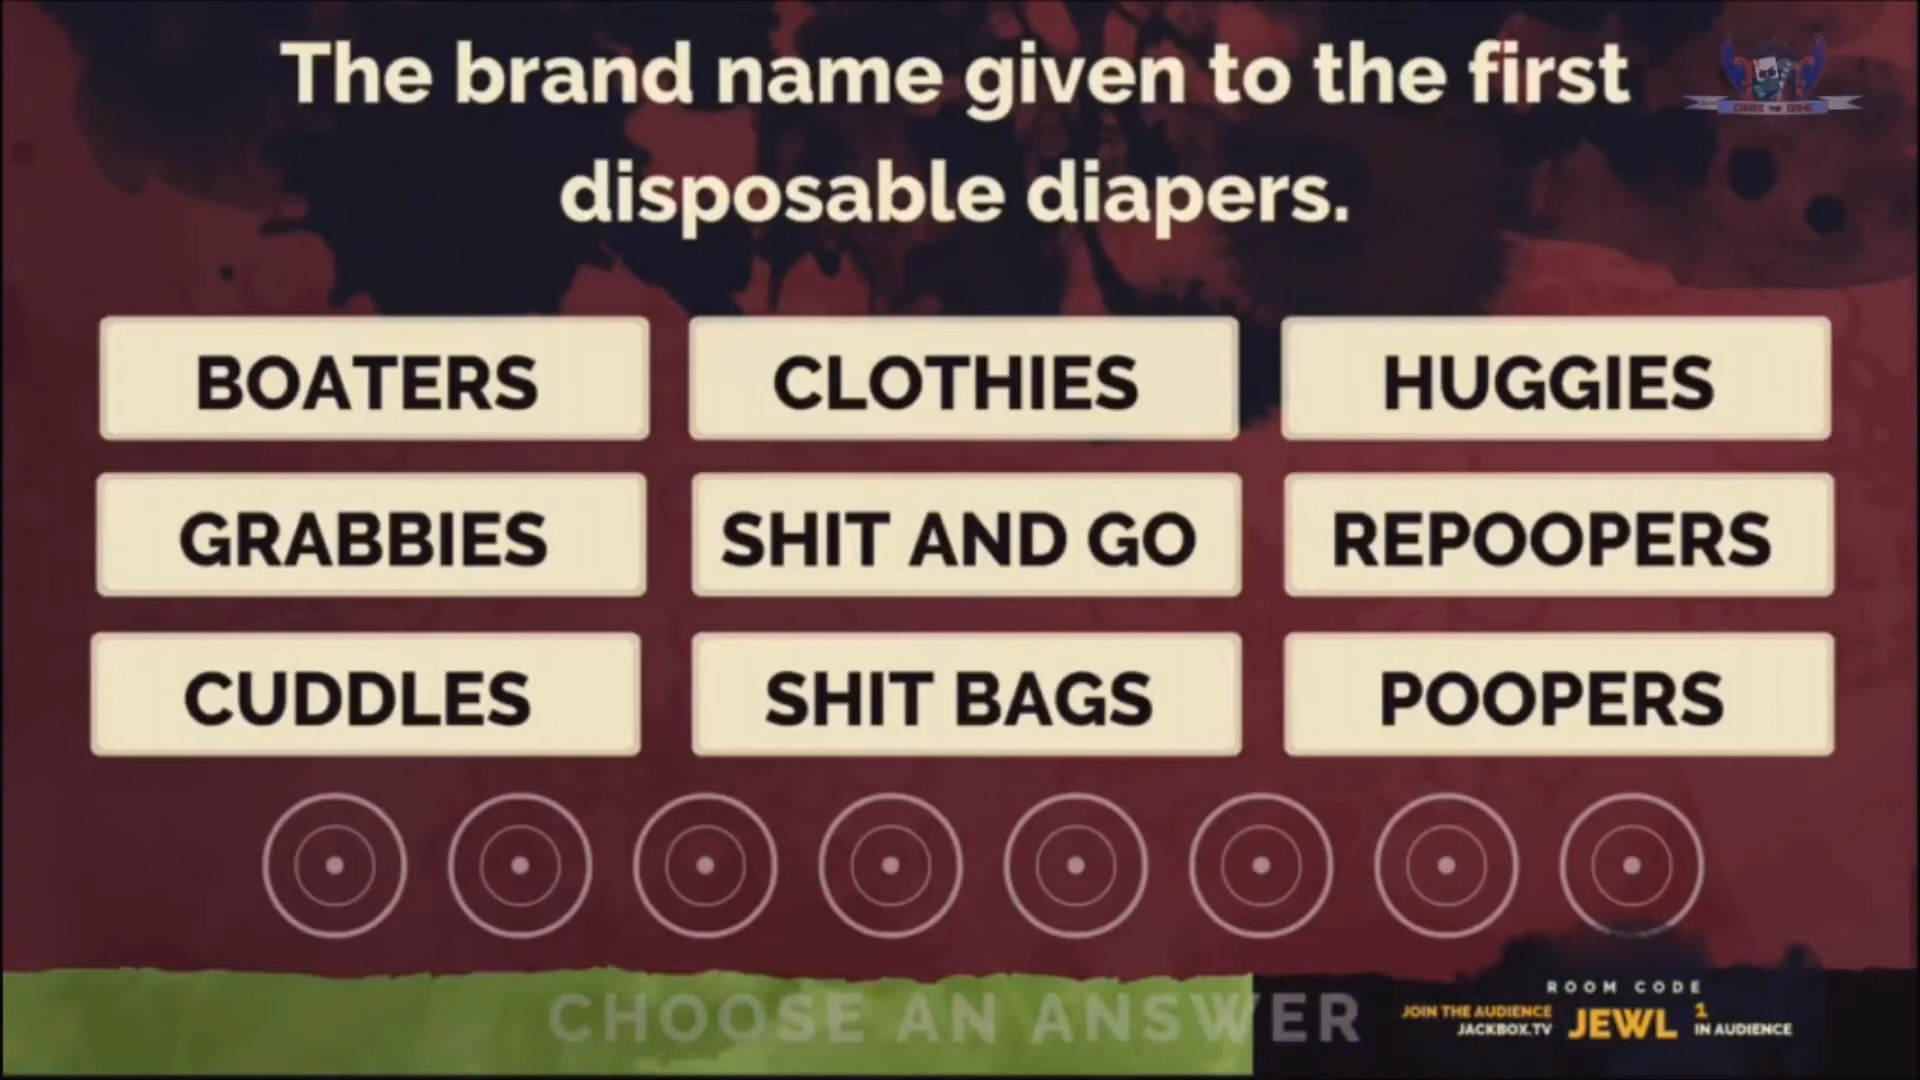 The brand name given to the first
disposable diapers.
BOATERS
CLOTHIES
HUGGIES
GRABBIES
SHIT AND GO
REPOOPERS
CUDDLES
SHIT BAGS
POOPERS
CHOOSE AN ANSWER
ROOM CODE
JOIN THE AUDIENCE
JACKBOX.TV
JEWL
1
IN AUDIENCE